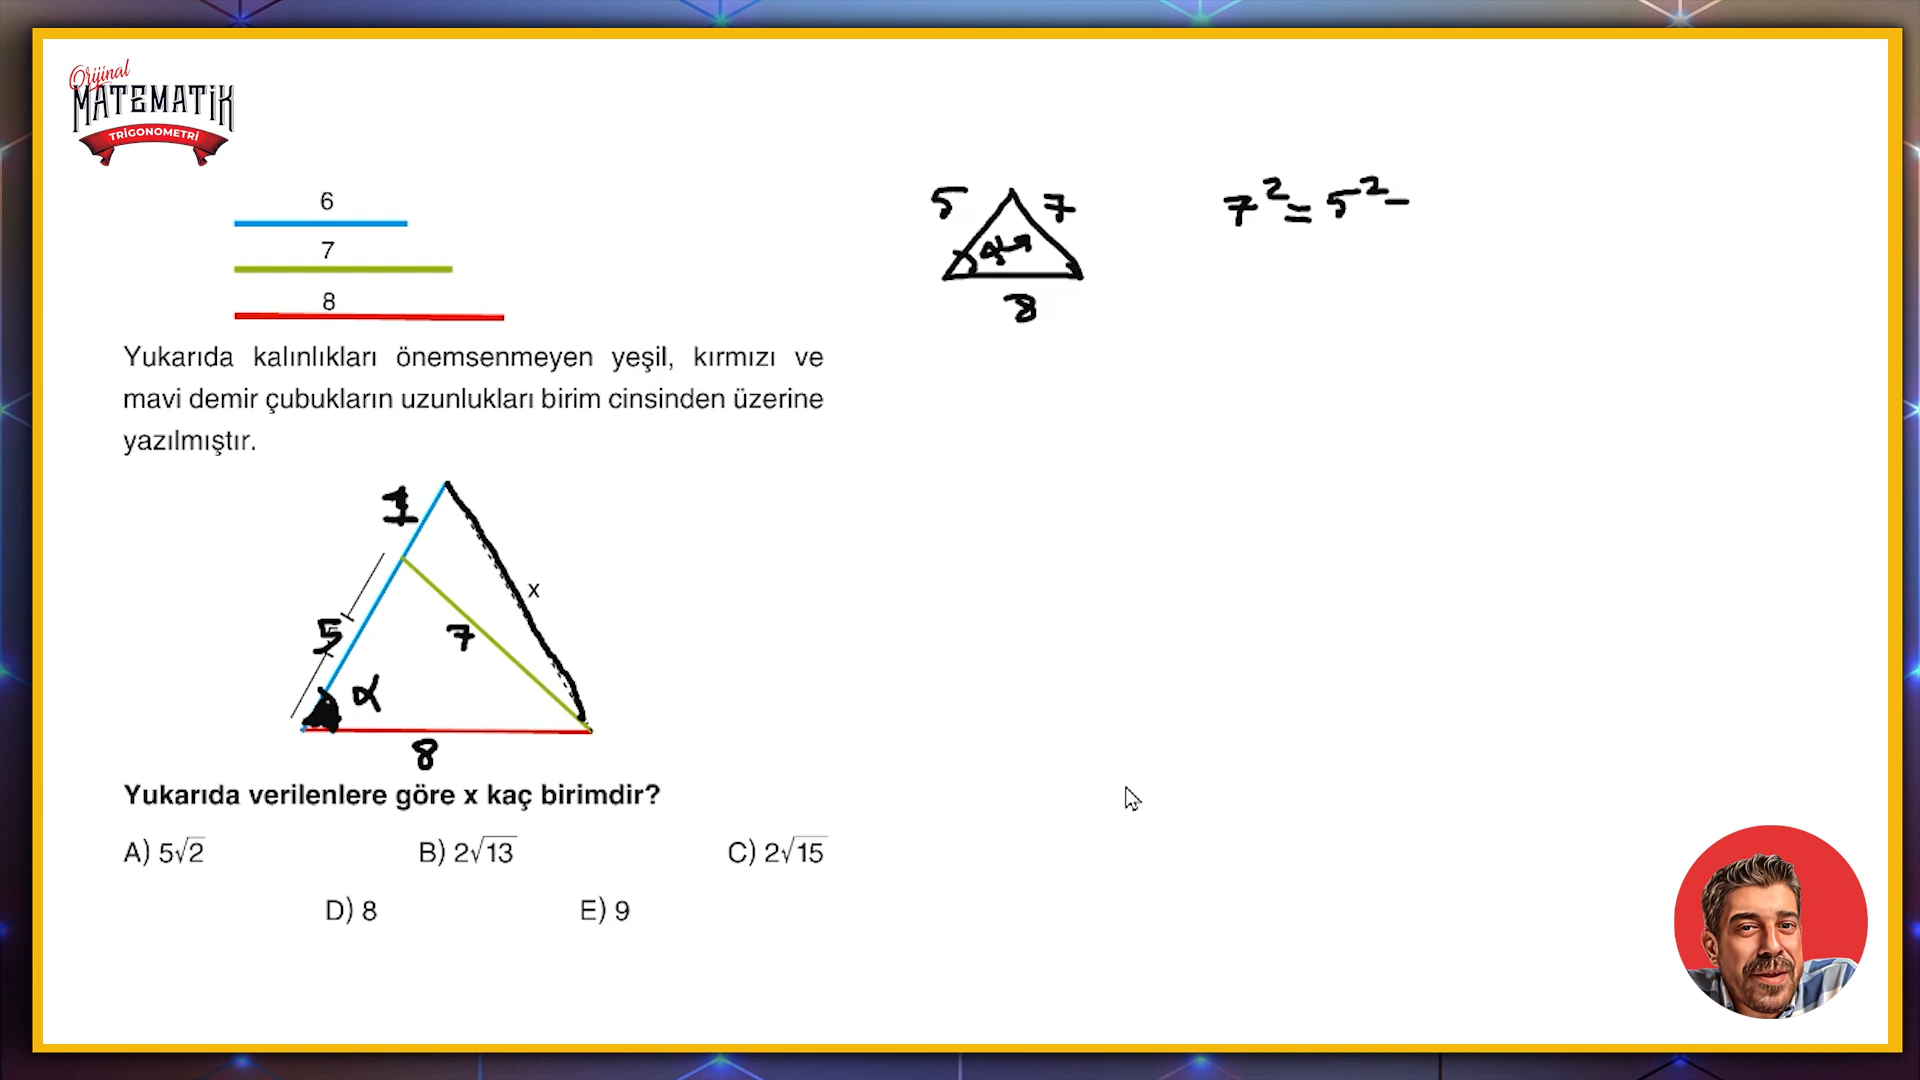 Orijinal
MATEMATİK
TRİGONOMETRİ
6
7
8
Yukarıda kalınlıkları önemsenmeyen yeşil, kırmızı ve
mavi demir çubukların uzunlukları birim cinsinden üzerine
yazılmıştır.
1
x
5
7
α
8
Yukarıda verilenlere göre x kaç birimdir?
A) 5√2
B) 2√13
C) 2√15
D) 8
E) 9
5
7
α
8
7² = 5² -